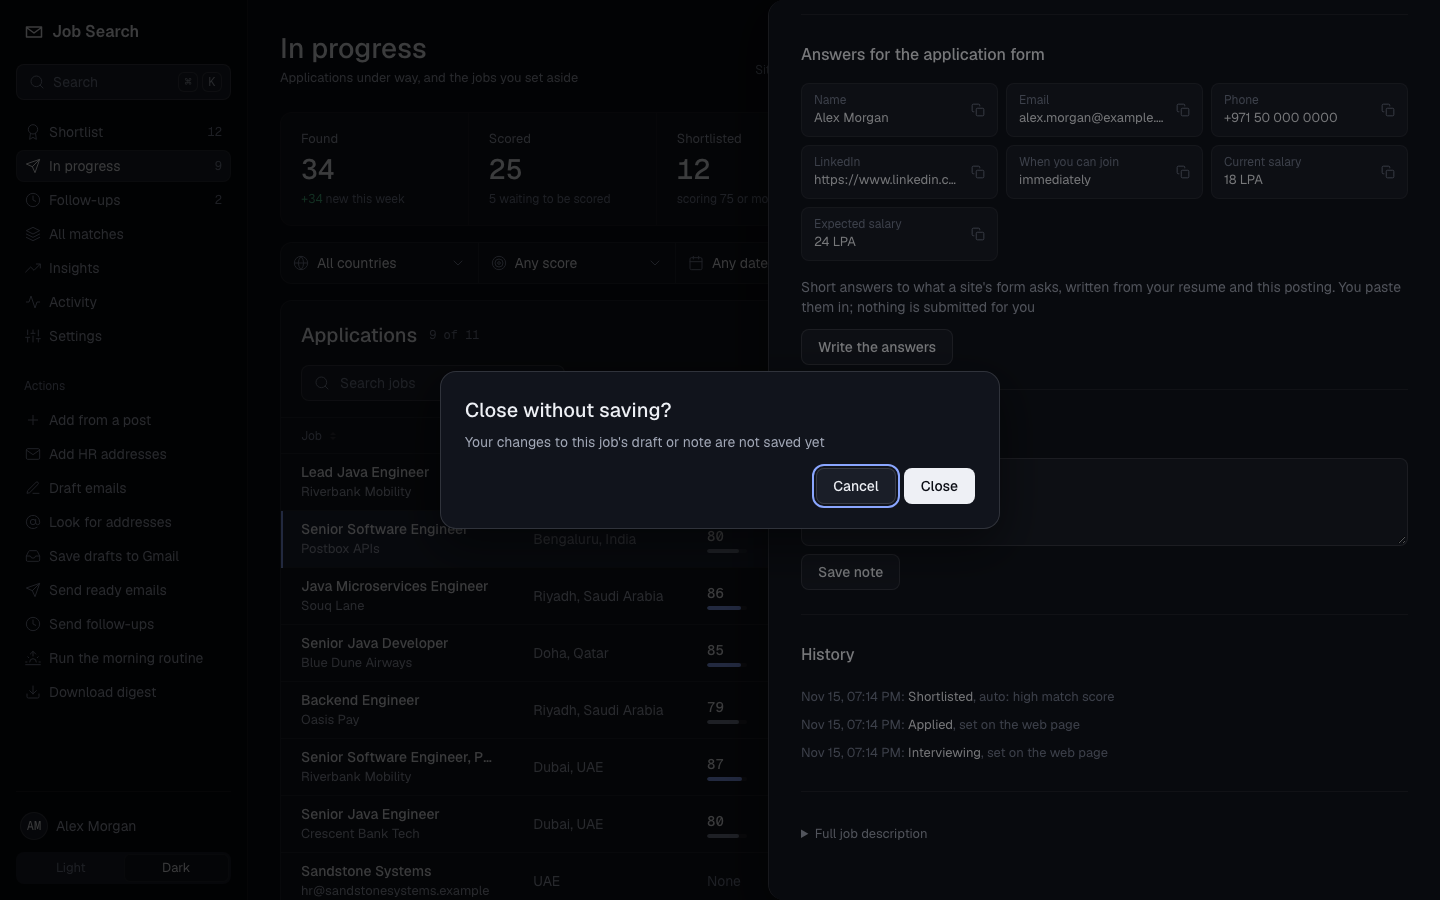 Job Search
Search ⌘ K
Shortlist 12
In progress 9
Follow-ups 2
All matches
Insights
Activity
Settings
Actions
Add from a post
Add HR addresses
Draft emails
Look for addresses
Save drafts to Gmail
Send ready emails
Send follow-ups
Run the morning routine
Download digest
AM Alex Morgan
Light Dark
In progress
Applications under way, and the jobs you set aside
Found
34
+34 new this week
Scored
25
5 waiting to be scored
Shortlisted
12
scoring 75 or mo
All countries
Any score
Any date
Applications 9 of 11
Search jobs
Job
Lead Java Engineer
Riverbank Mobility
Senior Software Engineer
Postbox APIs
Bengaluru, India
80
Java Microservices Engineer
Souq Lane
Riyadh, Saudi Arabia
86
Senior Java Developer
Blue Dune Airways
Doha, Qatar
85
Backend Engineer
Oasis Pay
Riyadh, Saudi Arabia
79
Senior Software Engineer, P...
Riverbank Mobility
Dubai, UAE
87
Senior Java Engineer
Crescent Bank Tech
Dubai, UAE
80
Sandstone Systems
hr@sandstonesystems.example
UAE
None
Close without saving?
Your changes to this job's draft or note are not saved yet
Cancel Close
Answers for the application form
Name
Alex Morgan
Email
alex.morgan@example....
Phone
+971 50 000 0000
LinkedIn
https://www.linkedin.c...
When you can join
immediately
Current salary
18 LPA
Expected salary
24 LPA
Short answers to what a site's form asks, written from your resume and this posting. You paste
them in; nothing is submitted for you
Write the answers
Save note
History
Nov 15, 07:14 PM: Shortlisted, auto: high match score
Nov 15, 07:14 PM: Applied, set on the web page
Nov 15, 07:14 PM: Interviewing, set on the web page
Full job description